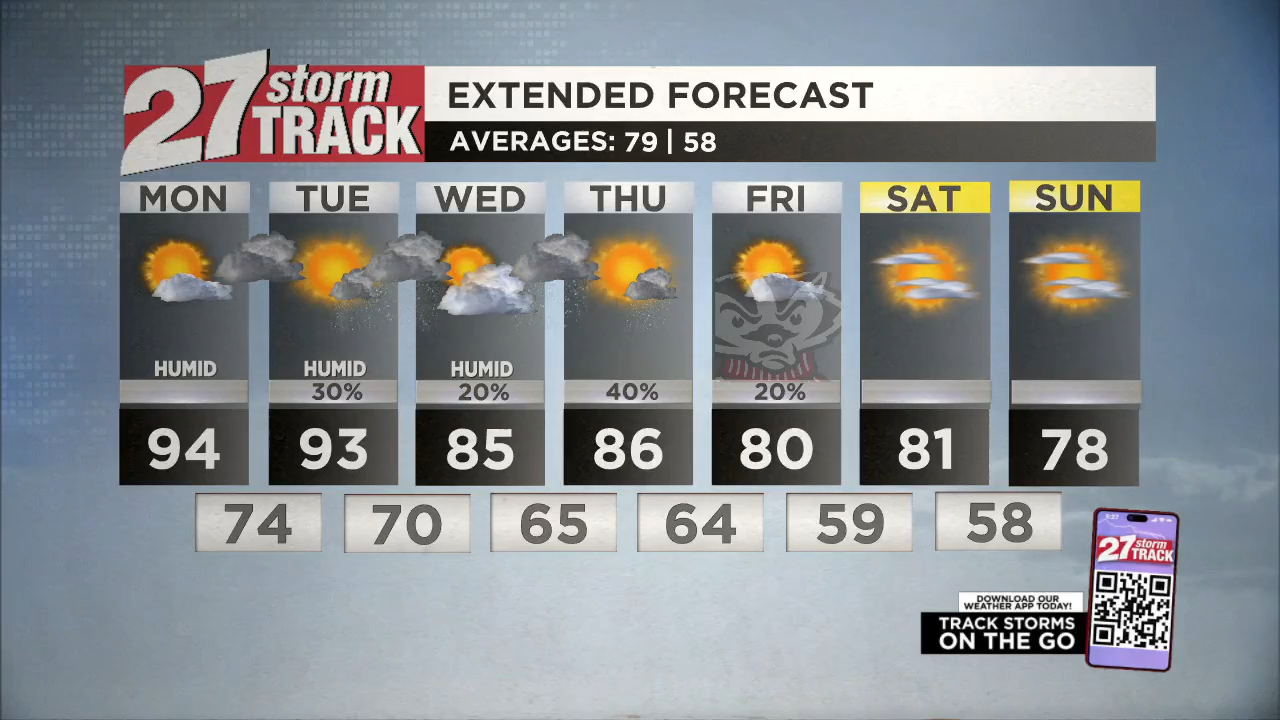 27 storm TRACK
EXTENDED FORECAST
AVERAGES: 79 | 58
MON TUE WED THU FRI SAT SUN
HUMID HUMID HUMID
30% 20% 40% 20%
94 93 85 86 80 81 78
74 70 65 64 59 58
5:27
27 storm TRACK
DOWNLOAD OUR
WEATHER APP TODAY!
TRACK STORMS
ON THE GO